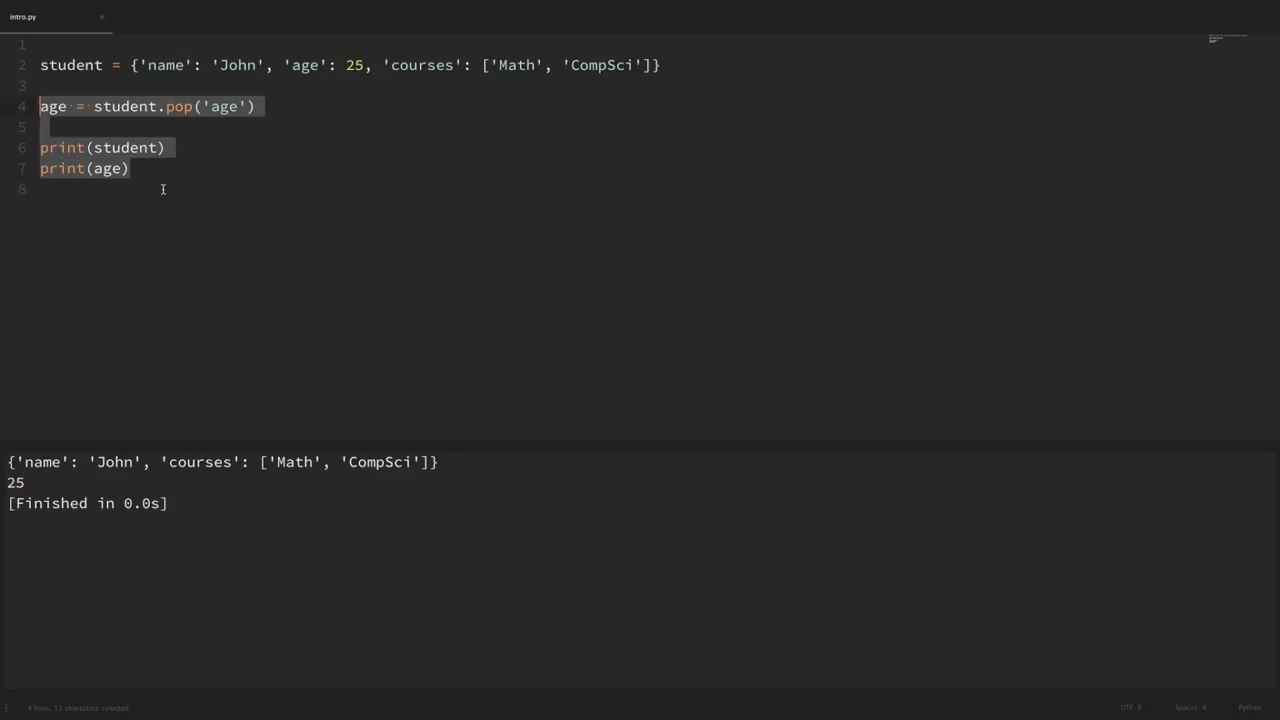 intro.py ×
1
2 student = {'name': 'John', 'age': 25, 'courses': ['Math', 'CompSci']}
3
4 age = student.pop('age')
5
6 print(student)
7 print(age)
8
{'name': 'John', 'courses': ['Math', 'CompSci']}
25
[Finished in 0.0s]
4 lines, 51 characters selected UTF-8 Spaces: 4 Python